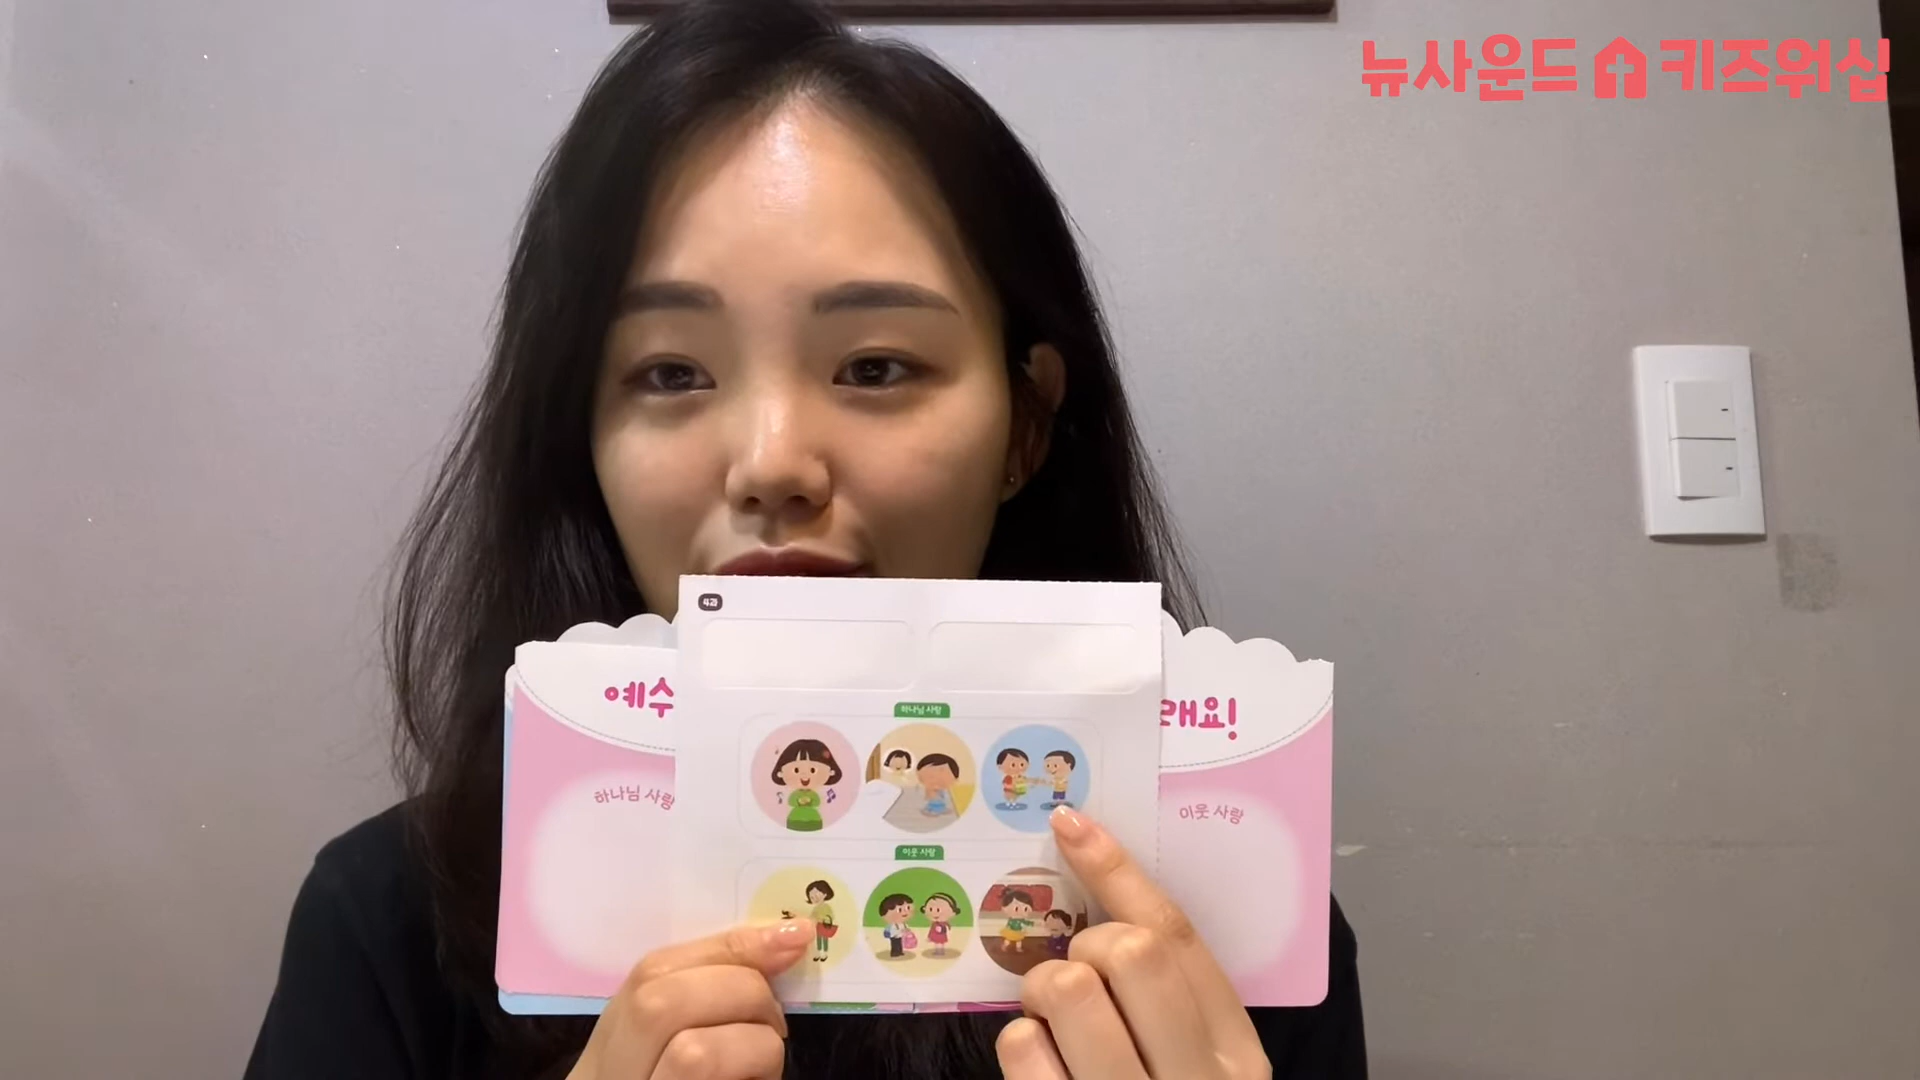 뉴사운드 키즈워십
4과
예수
래요!
하나님 사랑
하나님 사랑
이웃 사랑
이웃 사랑